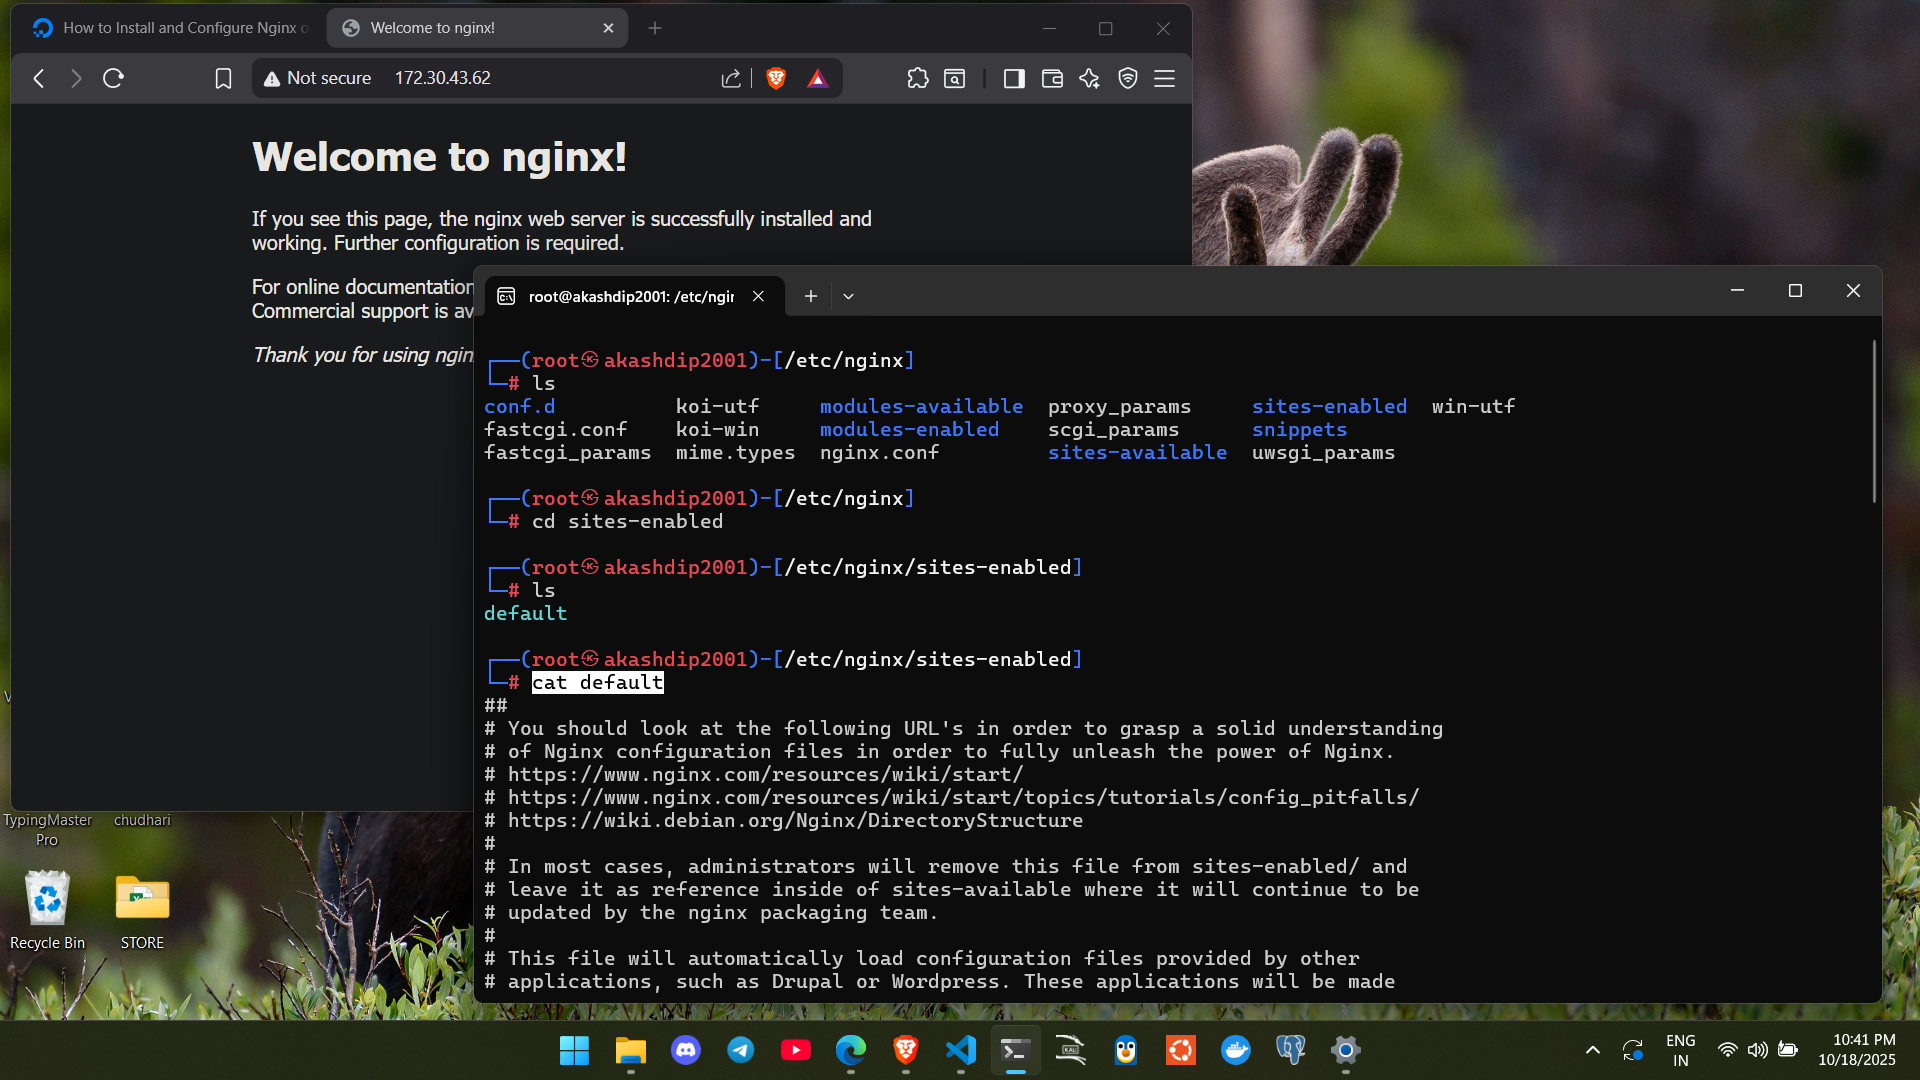 How to Install and Configure Nginx o
Welcome to nginx!
Not secure
172.30.43.62
Welcome to nginx!
If you see this page, the nginx web server is successfully installed and
working. Further configuration is required.
For online documentation
Commercial support is av
Thank you for using ngin
root@akashdip2001: /etc/ngir
┌──(root㉿akashdip2001)-[/etc/nginx]
└─# ls
conf.d koi-utf modules-available proxy_params sites-enabled win-utf
fastcgi.conf koi-win modules-enabled scgi_params snippets
fastcgi_params mime.types nginx.conf sites-available uwsgi_params
┌──(root㉿akashdip2001)-[/etc/nginx]
└─# cd sites-enabled
┌──(root㉿akashdip2001)-[/etc/nginx/sites-enabled]
└─# ls
default
┌──(root㉿akashdip2001)-[/etc/nginx/sites-enabled]
└─# cat default
##
# You should look at the following URL's in order to grasp a solid understanding
# of Nginx configuration files in order to fully unleash the power of Nginx.
# https://www.nginx.com/resources/wiki/start/
# https://www.nginx.com/resources/wiki/start/topics/tutorials/config_pitfalls/
# https://wiki.debian.org/Nginx/DirectoryStructure
#
# In most cases, administrators will remove this file from sites-enabled/ and
# leave it as reference inside of sites-available where it will continue to be
# updated by the nginx packaging team.
#
# This file will automatically load configuration files provided by other
# applications, such as Drupal or Wordpress. These applications will be made
TypingMaster
Pro
chudhari
Recycle Bin
STORE
KALI
ENG
IN
10:41 PM
10/18/2025